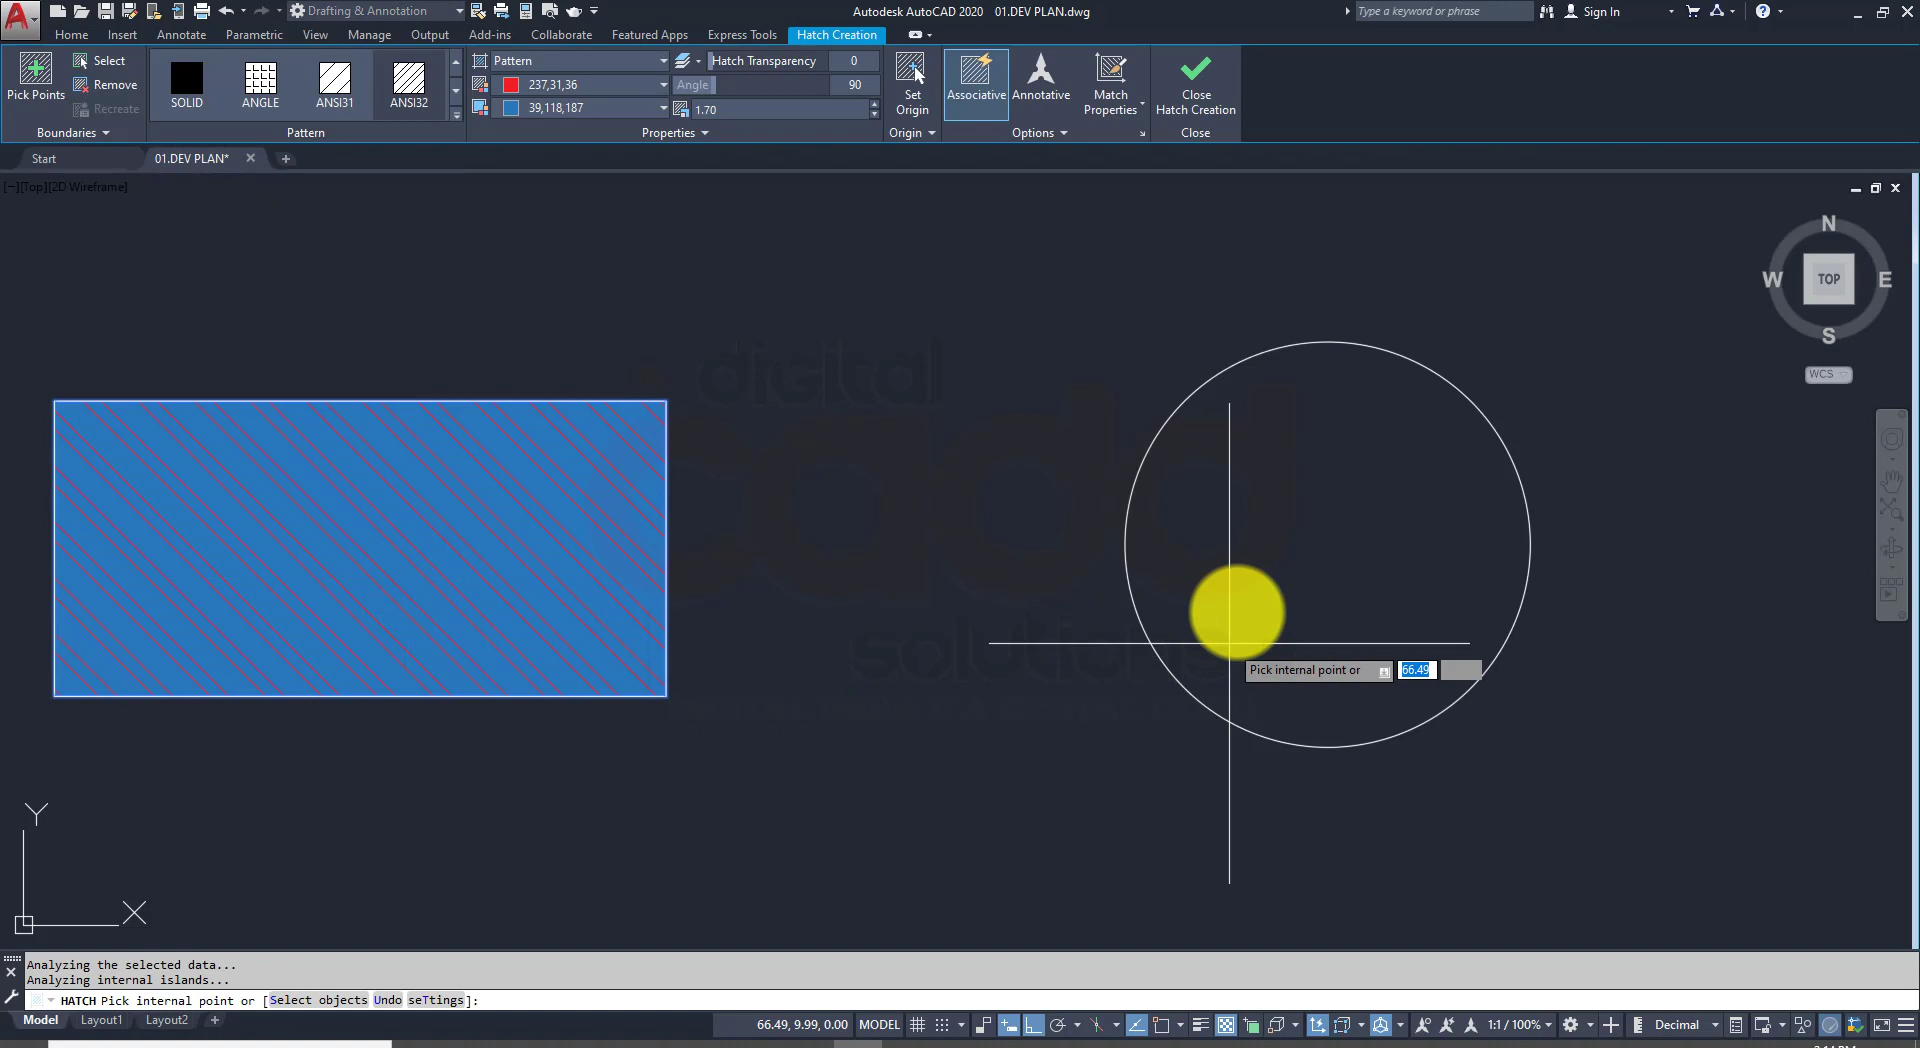 Drafting & Annotation
Autodesk AutoCAD 2020 01.DEV PLAN.dwg
Type a keyword or phrase
Sign In
Home Insert Annotate Parametric View Manage Output Add-ins Collaborate Featured Apps Express Tools Hatch Creation
Pick Points
Select
Remove
Recreate
Boundaries
SOLID
ANGLE
ANSI31
ANSI32
Pattern
Pattern
237,31,36
39,118,187
Hatch Transparency 0
Angle 90
1.70
Properties
Set
Origin
Origin
Associative
Annotative
Match
Properties
Options
Close
Hatch Creation
Close
Start
01.DEV PLAN*
[−][Top][2D Wireframe]
N
W TOP E
S
WCS
digital
cadd
solutions
Pick internal point or 66.49
Y
X
Analyzing the selected data...
Analyzing internal islands...
HATCH Pick internal point or [Select objects Undo seTtings]:
Model Layout1 Layout2
66.49, 9.99, 0.00 MODEL
1:1 / 100%
Decimal